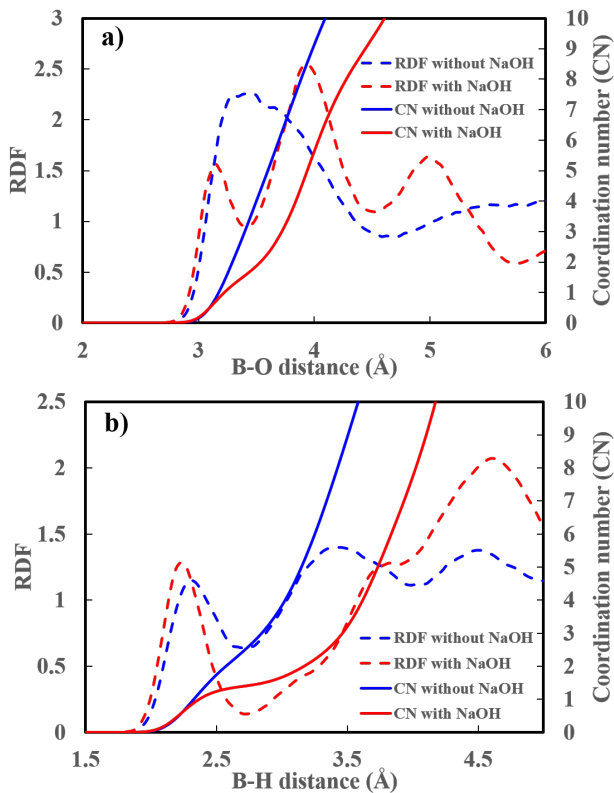 a)
3
2.5
2
1.5
1
0.5
0
RDF
10
9
8
7
6
5
4
3
2
1
0
Coordination number (CN)
RDF without NaOH
RDF with NaOH
CN without NaOH
CN with NaOH
2 3 4 5 6
B-O distance (Å)
b)
2.5
2
1.5
1
0.5
0
RDF
10
9
8
7
6
5
4
3
2
1
0
Coordination number (CN)
RDF without NaOH
RDF with NaOH
CN without NaOH
CN with NaOH
1.5 2.5 3.5 4.5
B-H distance (Å)